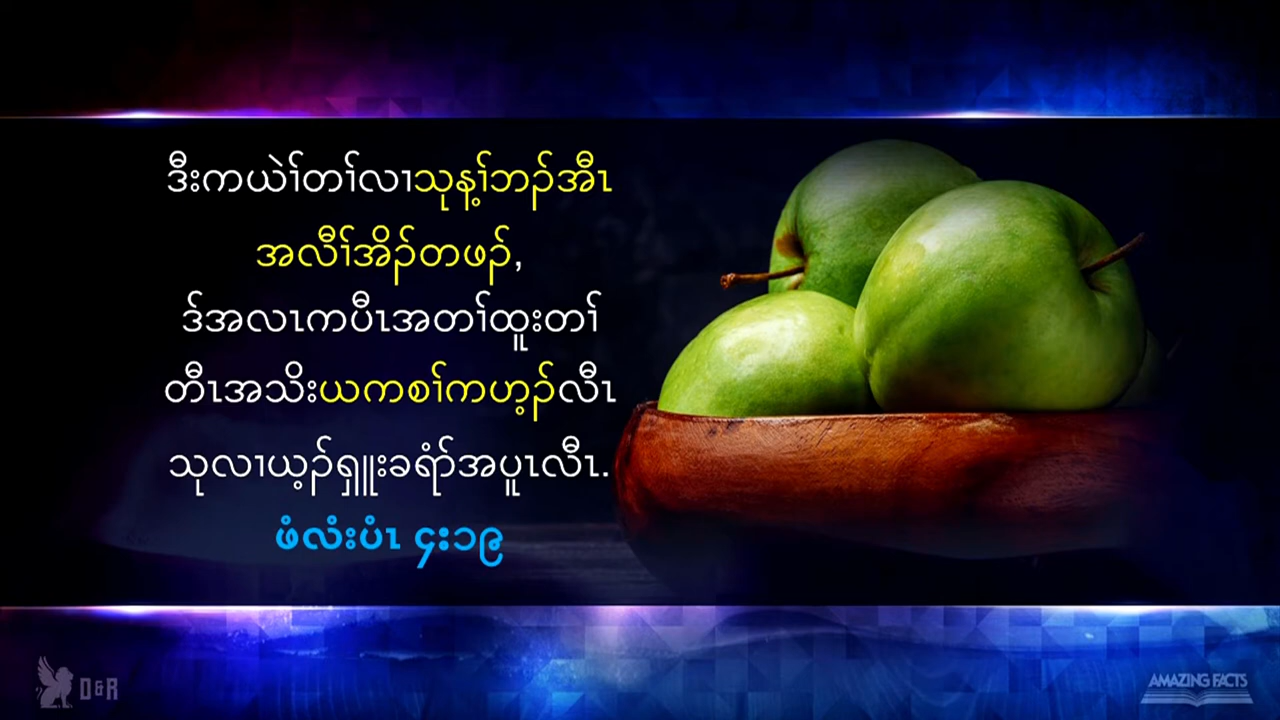 ဒီးကယဲၢ်တၢ်လၢသုန့ၢ်ဘၣ်အီၤ
အလီၢ်အိၣ်တဖၣ်,
ဒ်အလၤကပီၤအတၢ်ထူးတၢ်
တီၤအသိးယကစၢ်ကဟ့ၣ်လီၤ
သုလၢယ့ၣ်ရှူးခရံာ်အပူၤလီၤ.
ဖံလံးပံၤ ၄း၁၉
D&R
AMAZING FACTS